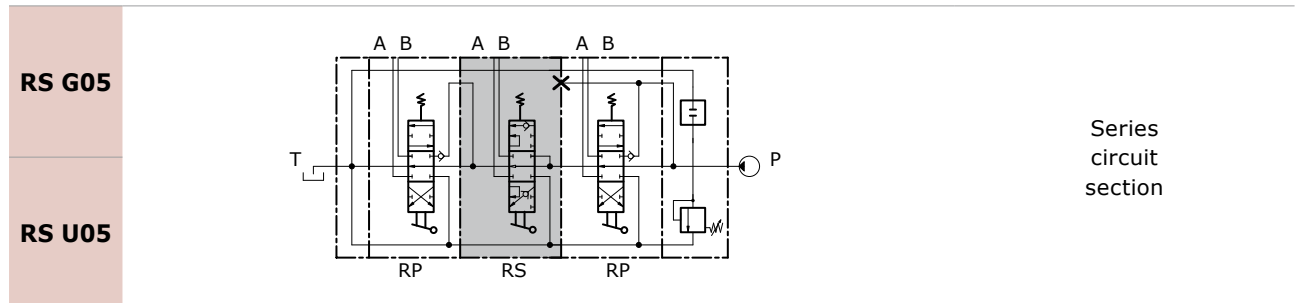 RS G05
RS U05
A B A B A B
T
P
RP RS RP
Series
circuit
section